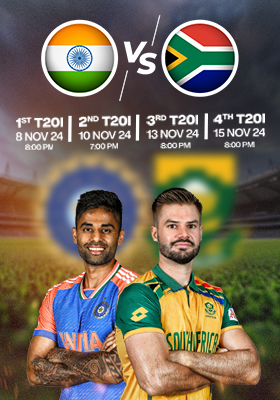 VS
1ST T20I
8 NOV 24
8:00 PM
2ND T20I
10 NOV 24
7:00 PM
3RD T20I
13 NOV 24
8:00 PM
4TH T20I
15 NOV 24
8:00 PM
INDIA
SOUTH AFRICA